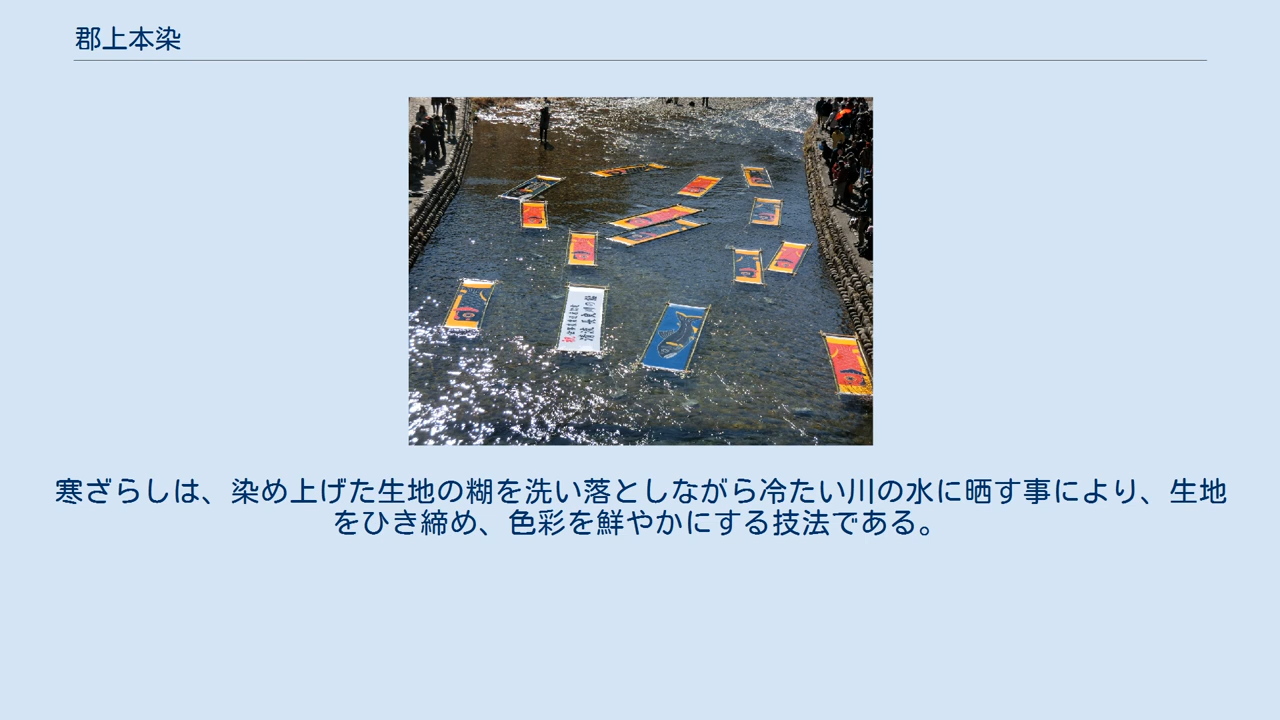 郡上本染
寒ざらしは、染め上げた生地の糊を洗い落としながら冷たい川の水に晒す事により、生地
をひき締め、色彩を鮮やかにする技法である。